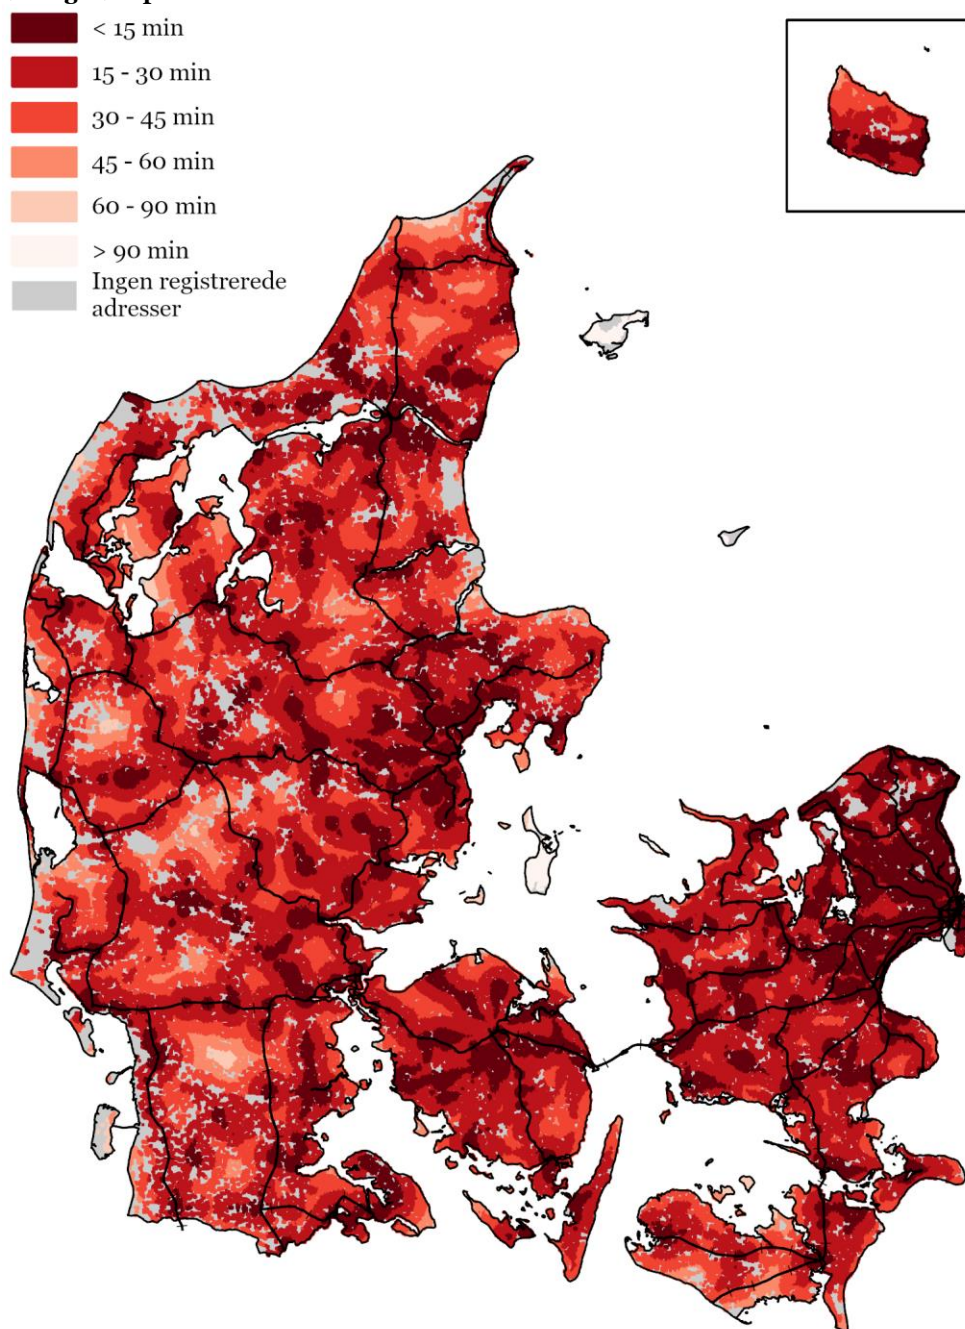 < 15 min
15 - 30 min
30 - 45 min
45 - 60 min
60 - 90 min
> 90 min
Ingen registrerede
adresser